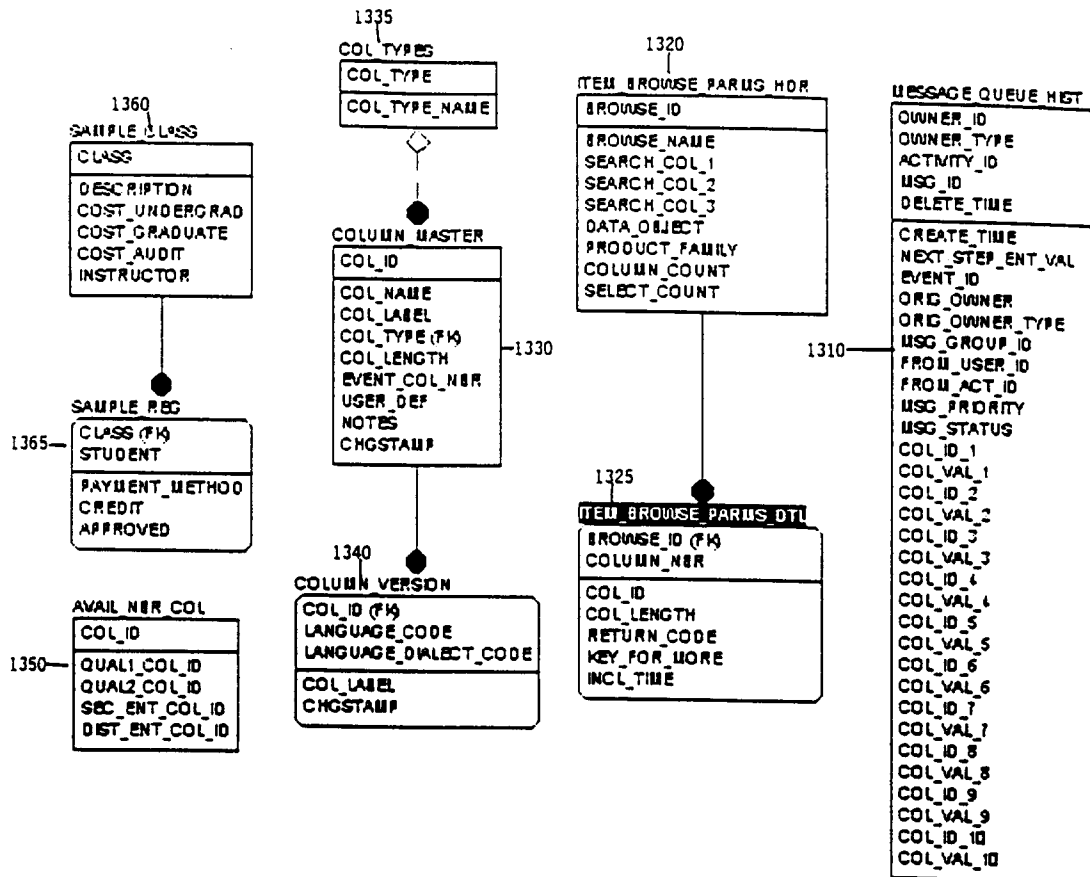 1335
COL_TYPES
COL_TYPE
COL_TYPE_NAME
1360
SAMPLE_CLASS
CLASS
DESCRIPTION
COST_UNDERGRAD
COST_GRADUATE
COST_AUDIT
INSTRUCTOR
SAMPLE_REG
1365
CLASS (FK)
STUDENT
PAYMENT_METHOD
CREDIT
APPROVED
AVAIL_NBR_COL
1350
COL_ID
QUAL1_COL_ID
QUAL2_COL_ID
SEC_ENT_COL_ID
DIST_ENT_COL_ID
COLUMN_MASTER
COL_ID
COL_NAME
COL_LABEL
COL_TYPE (FK)
COL_LENGTH
EVENT_COL_NBR
USER_DEF
NOTES
CHGSTAMP
1330
1340
COLUMN_VERSION
COL_ID (FK)
LANGUAGE_CODE
LANGUAGE_DIALECT_CODE
COL_LABEL
CHGSTAMP
1320
ITEM_BROWSE_PARMS_HDR
BROWSE_ID
BROWSE_NAME
SEARCH_COL_1
SEARCH_COL_2
SEARCH_COL_3
DATA_OBJECT
PRODUCT_FAMILY
COLUMN_COUNT
SELECT_COUNT
1325
ITEM_BROWSE_PARMS_DTL
BROWSE_ID (FK)
COLUMN_NBR
COL_ID
COL_LENGTH
RETURN_CODE
KEY_FOR_MORE
INCL_TIME
MESSAGE_QUEUE_HIST
OWNER_ID
OWNER_TYPE
ACTIVITY_ID
MSG_ID
DELETE_TIME
1310
CREATE_TIME
NEXT_STEP_ENT_VAL
EVENT_ID
ORIG_OWNER
ORIG_OWNER_TYPE
MSG_GROUP_ID
FROM_USER_ID
FROM_ACT_ID
MSG_PRIORITY
MSG_STATUS
COL_ID_1
COL_VAL_1
COL_ID_2
COL_VAL_2
COL_ID_3
COL_VAL_3
COL_ID_4
COL_VAL_4
COL_ID_5
COL_VAL_5
COL_ID_6
COL_VAL_6
COL_ID_7
COL_VAL_7
COL_ID_8
COL_VAL_8
COL_ID_9
COL_VAL_9
COL_ID_10
COL_VAL_10